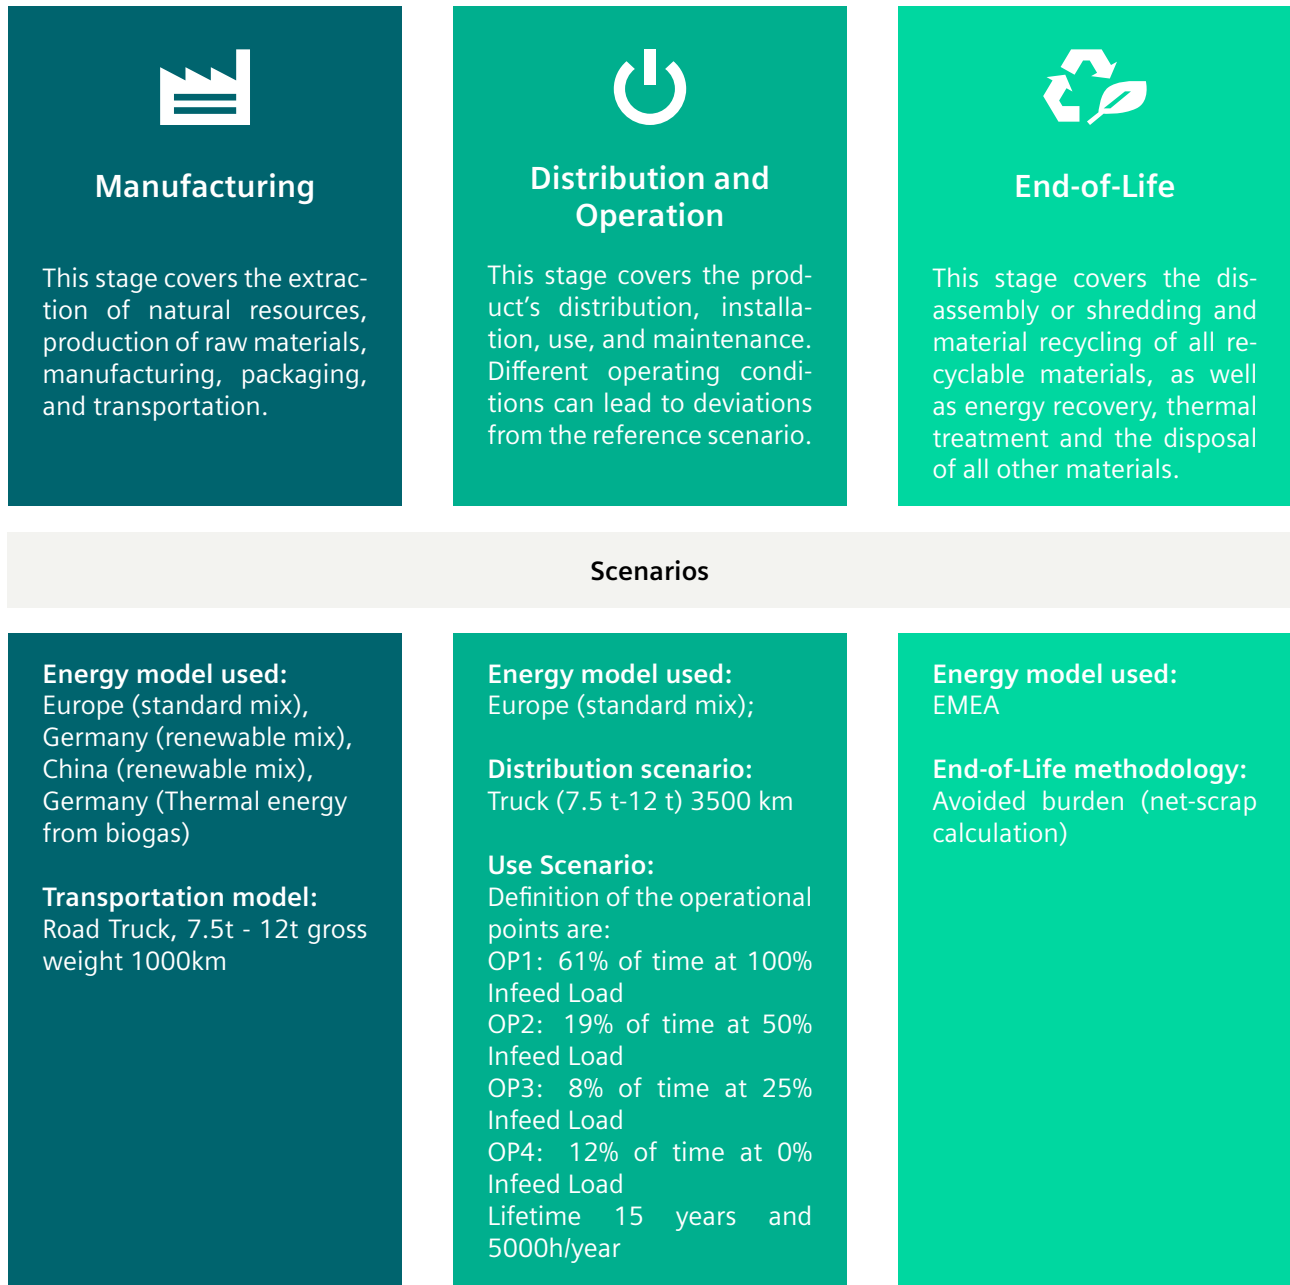 Manufacturing
This stage covers the extrac-
tion of natural resources,
production of raw materials,
manufacturing, packaging,
and transportation.
Distribution and
Operation
This stage covers the prod-
uct's distribution, installa-
tion, use, and maintenance.
Different operating condi-
tions can lead to deviations
from the reference scenario.
End-of-Life
This stage covers the dis-
assembly or shredding and
material recycling of all re-
cyclable materials, as well
as energy recovery, thermal
treatment and the disposal
of all other materials.
Scenarios
Energy model used:
Europe (standard mix),
Germany (renewable mix),
China (renewable mix),
Germany (Thermal energy
from biogas)
Transportation model:
Road Truck, 7.5t - 12t gross
weight 1000km
Energy model used:
Europe (standard mix);
Distribution scenario:
Truck (7.5 t-12 t) 3500 km
Use Scenario:
Definition of the operational
points are:
OP1: 61% of time at 100%
Infeed Load
OP2: 19% of time at 50%
Infeed Load
OP3: 8% of time at 25%
Infeed Load
OP4: 12% of time at 0%
Infeed Load
Lifetime 15 years and
5000h/year
Energy model used:
EMEA
End-of-Life methodology:
Avoided burden (net-scrap
calculation)